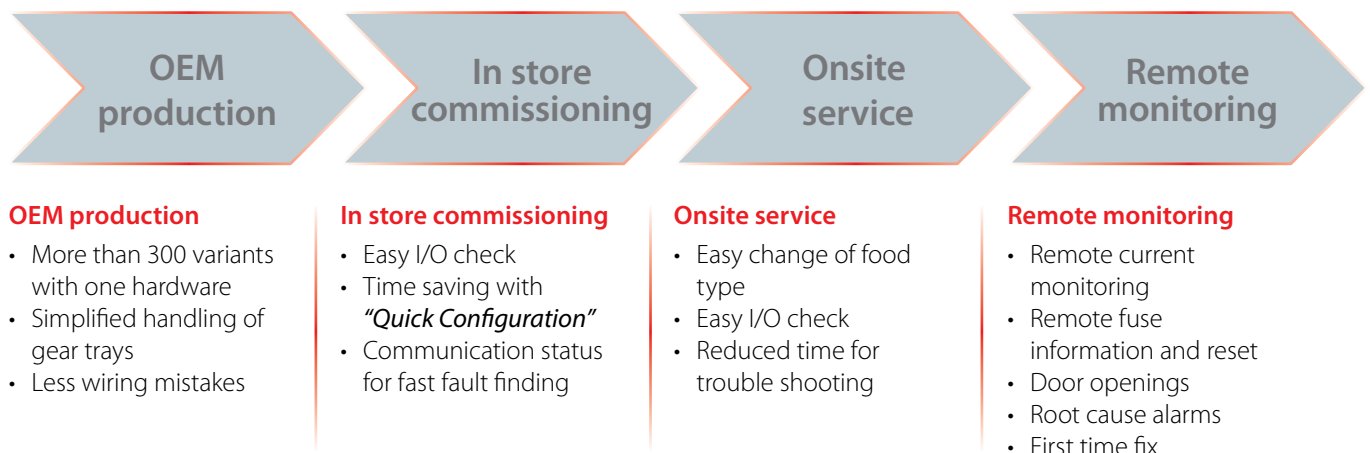 OEM
production
In store
commissioning
Onsite
service
Remote
monitoring
OEM production
• More than 300 variants
with one hardware
• Simplified handling of
gear trays
• Less wiring mistakes
In store commissioning
• Easy I/O check
• Time saving with
“Quick Configuration”
• Communication status
for fast fault finding
Onsite service
• Easy change of food
type
• Easy I/O check
• Reduced time for
trouble shooting
Remote monitoring
• Remote current
monitoring
• Remote fuse
information and reset
• Door openings
• Root cause alarms
• First time fix